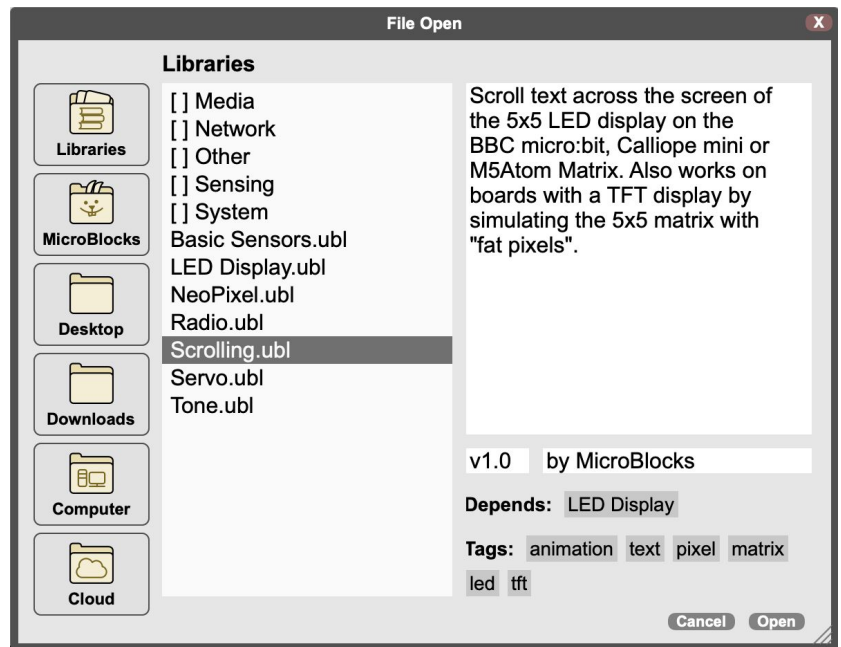 File Open
X
Libraries
Libraries
MicroBlocks
Desktop
Downloads
Computer
Cloud
[ ] Media
[ ] Network
[ ] Other
[ ] Sensing
[ ] System
Basic Sensors.ubl
LED Display.ubl
NeoPixel.ubl
Radio.ubl
Scrolling.ubl
Servo.ubl
Tone.ubl
Scroll text across the screen of
the 5x5 LED display on the
BBC micro:bit, Calliope mini or
M5Atom Matrix. Also works on
boards with a TFT display by
simulating the 5x5 matrix with
"fat pixels".
v1.0 by MicroBlocks
Depends: LED Display
Tags: animation text pixel matrix
led tft
Cancel Open